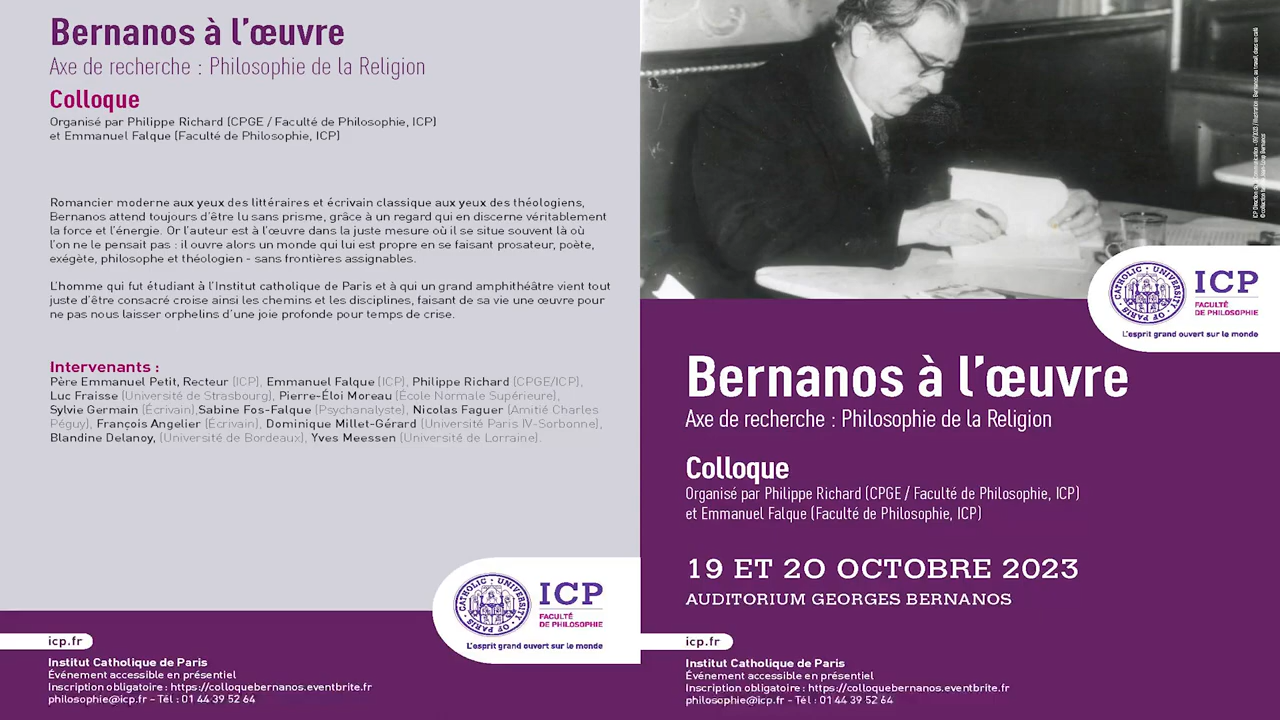 Bernanos à l'œuvre
Axe de recherche : Philosophie de la Religion
Colloque
Organisé par Philippe Richard (CPGE / Faculté de Philosophie, ICP)
et Emmanuel Falque (Faculté de Philosophie, ICP)
Romancier moderne aux yeux des littéraires et écrivain classique aux yeux des théologiens,
Bernanos attend toujours d'être lu sans prisme, grâce à un regard qui en discerne véritablement
la force et l'énergie. Or l'auteur est à l'œuvre dans la juste mesure où il se situe souvent là où
l'on ne le pensait pas : il ouvre alors un monde qui lui est propre en se faisant prosateur, poète,
exégète, philosophe et théologien - sans frontières assignables.
L'homme qui fut étudiant à l'Institut catholique de Paris et à qui un grand amphithéâtre vient tout
juste d'être consacré croise ainsi les chemins et les disciplines, faisant de sa vie une œuvre pour
ne pas nous laisser orphelins d'une joie profonde pour temps de crise.
Intervenants :
Père Emmanuel Petit, Recteur (ICP), Emmanuel Falque (ICP), Philippe Richard (CPGE/ICP),
Luc Fraisse (Université de Strasbourg), Pierre-Éloi Moreau (École Normale Supérieure),
Sylvie Germain (Écrivain),Sabine Fos-Falque (Psychanalyste), Nicolas Faguer (Amitié Charles
Péguy), François Angelier (Écrivain), Dominique Millet-Gérard (Université Paris IV-Sorbonne),
Blandine Delanoy, (Université de Bordeaux), Yves Meessen (Université de Lorraine).
CATHOLIC · UNIVERSITY OF PARIS
ICP
FACULTÉ
DE PHILOSOPHIE
L'esprit grand ouvert sur le monde
icp.fr
Institut Catholique de Paris
Événement accessible en présentiel
Inscription obligatoire : https://colloquebernanos.eventbrite.fr
philosophie@icp.fr - Tél : 01 44 39 52 64
CATHOLIC · UNIVERSITY OF PARIS
ICP
FACULTÉ
DE PHILOSOPHIE
L'esprit grand ouvert sur le monde
Bernanos à l'œuvre
Axe de recherche : Philosophie de la Religion
Colloque
Organisé par Philippe Richard (CPGE / Faculté de Philosophie, ICP)
et Emmanuel Falque (Faculté de Philosophie, ICP)
19 ET 20 OCTOBRE 2023
AUDITORIUM GEORGES BERNANOS
icp.fr
Institut Catholique de Paris
Événement accessible en présentiel
Inscription obligatoire : https://colloquebernanos.eventbrite.fr
philosophie@icp.fr - Tél : 01 44 39 52 64